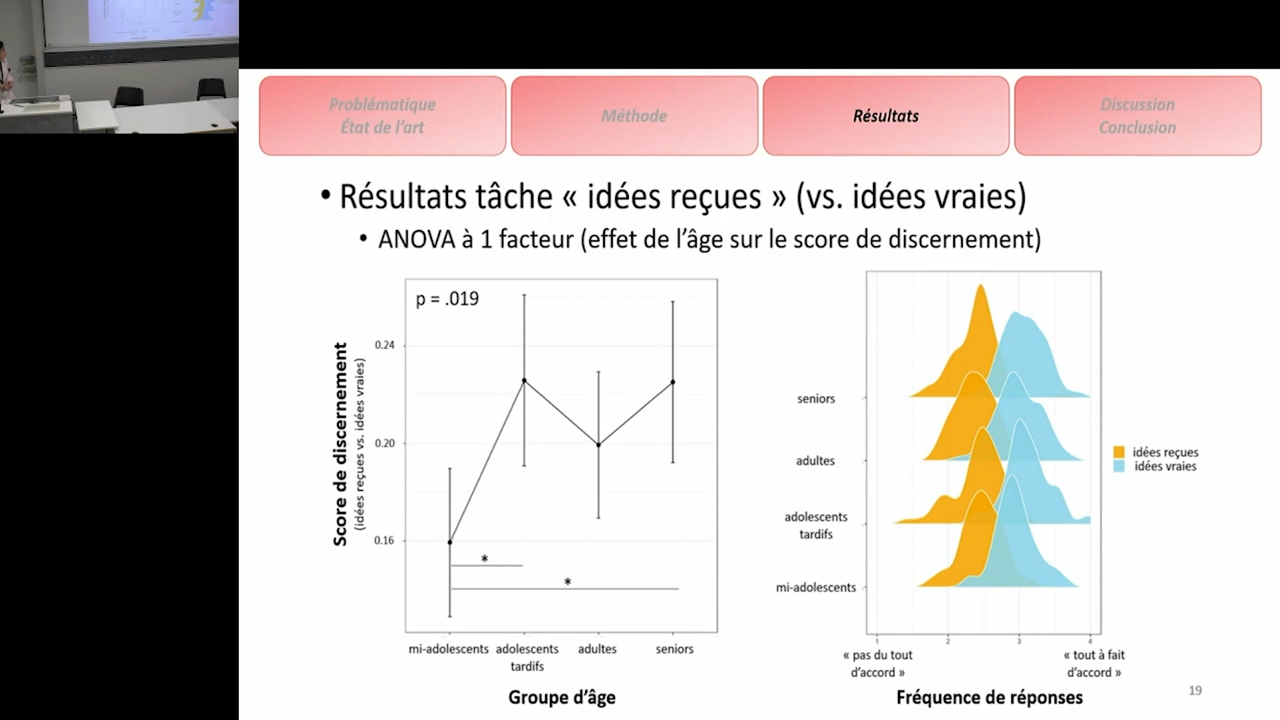 Problématique
État de l'art
Méthode
Résultats
Discussion
Conclusion
• Résultats tâche « idées reçues » (vs. idées vraies)
• ANOVA à 1 facteur (effet de l'âge sur le score de discernement)
p = .019
Score de discernement
(idées reçues vs. idées vraies)
0.24
0.20
0.16
*
*
mi-adolescents
adolescents
tardifs
adultes
seniors
Groupe d'âge
seniors
adultes
adolescents
tardifs
mi-adolescents
idées reçues
idées vraies
1
2
3
4
« pas du tout
d'accord »
« tout à fait
d'accord »
Fréquence de réponses
19